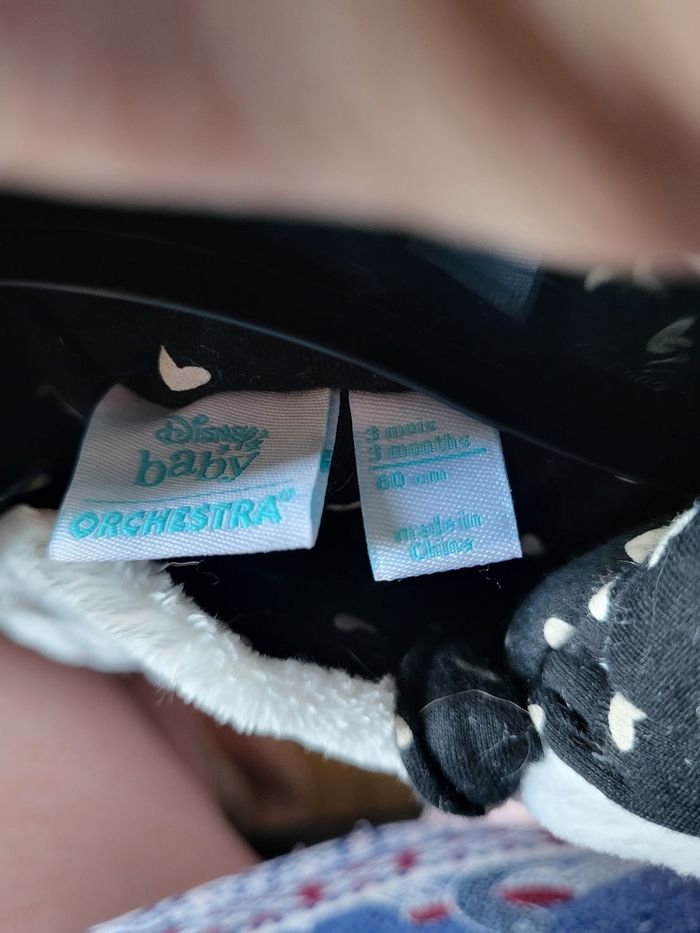 Disney
baby
ORCHESTRA®
3 mois
3 months
60 cm
made in
China